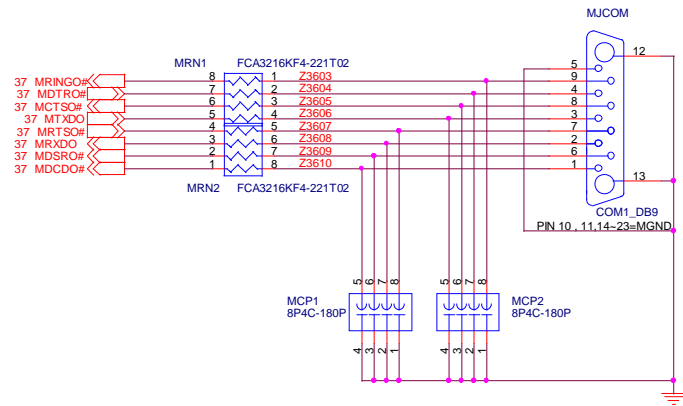 MJCOM
MRN1 FCA3216KF4-221T02
5 12
37 MRINGO# 8 1 Z3603 9
37 MDTRO# 7 2 Z3604 4
37 MCTSO# 6 3 Z3605 8
37 MTXDO 5 4 Z3606 3
37 MRTSO# 4 5 Z3607 7
37 MRXDO 3 6 Z3608 2
37 MDSRO# 2 7 Z3609 6
37 MDCDO# 1 8 Z3610 1
13
MRN2 FCA3216KF4-221T02
COM1_DB9
PIN 10 , 11,14~23=MGND
5 6 7 8 5 6 7 8
MCP1
8P4C-180P
MCP2
8P4C-180P
4 3 2 1 4 3 2 1